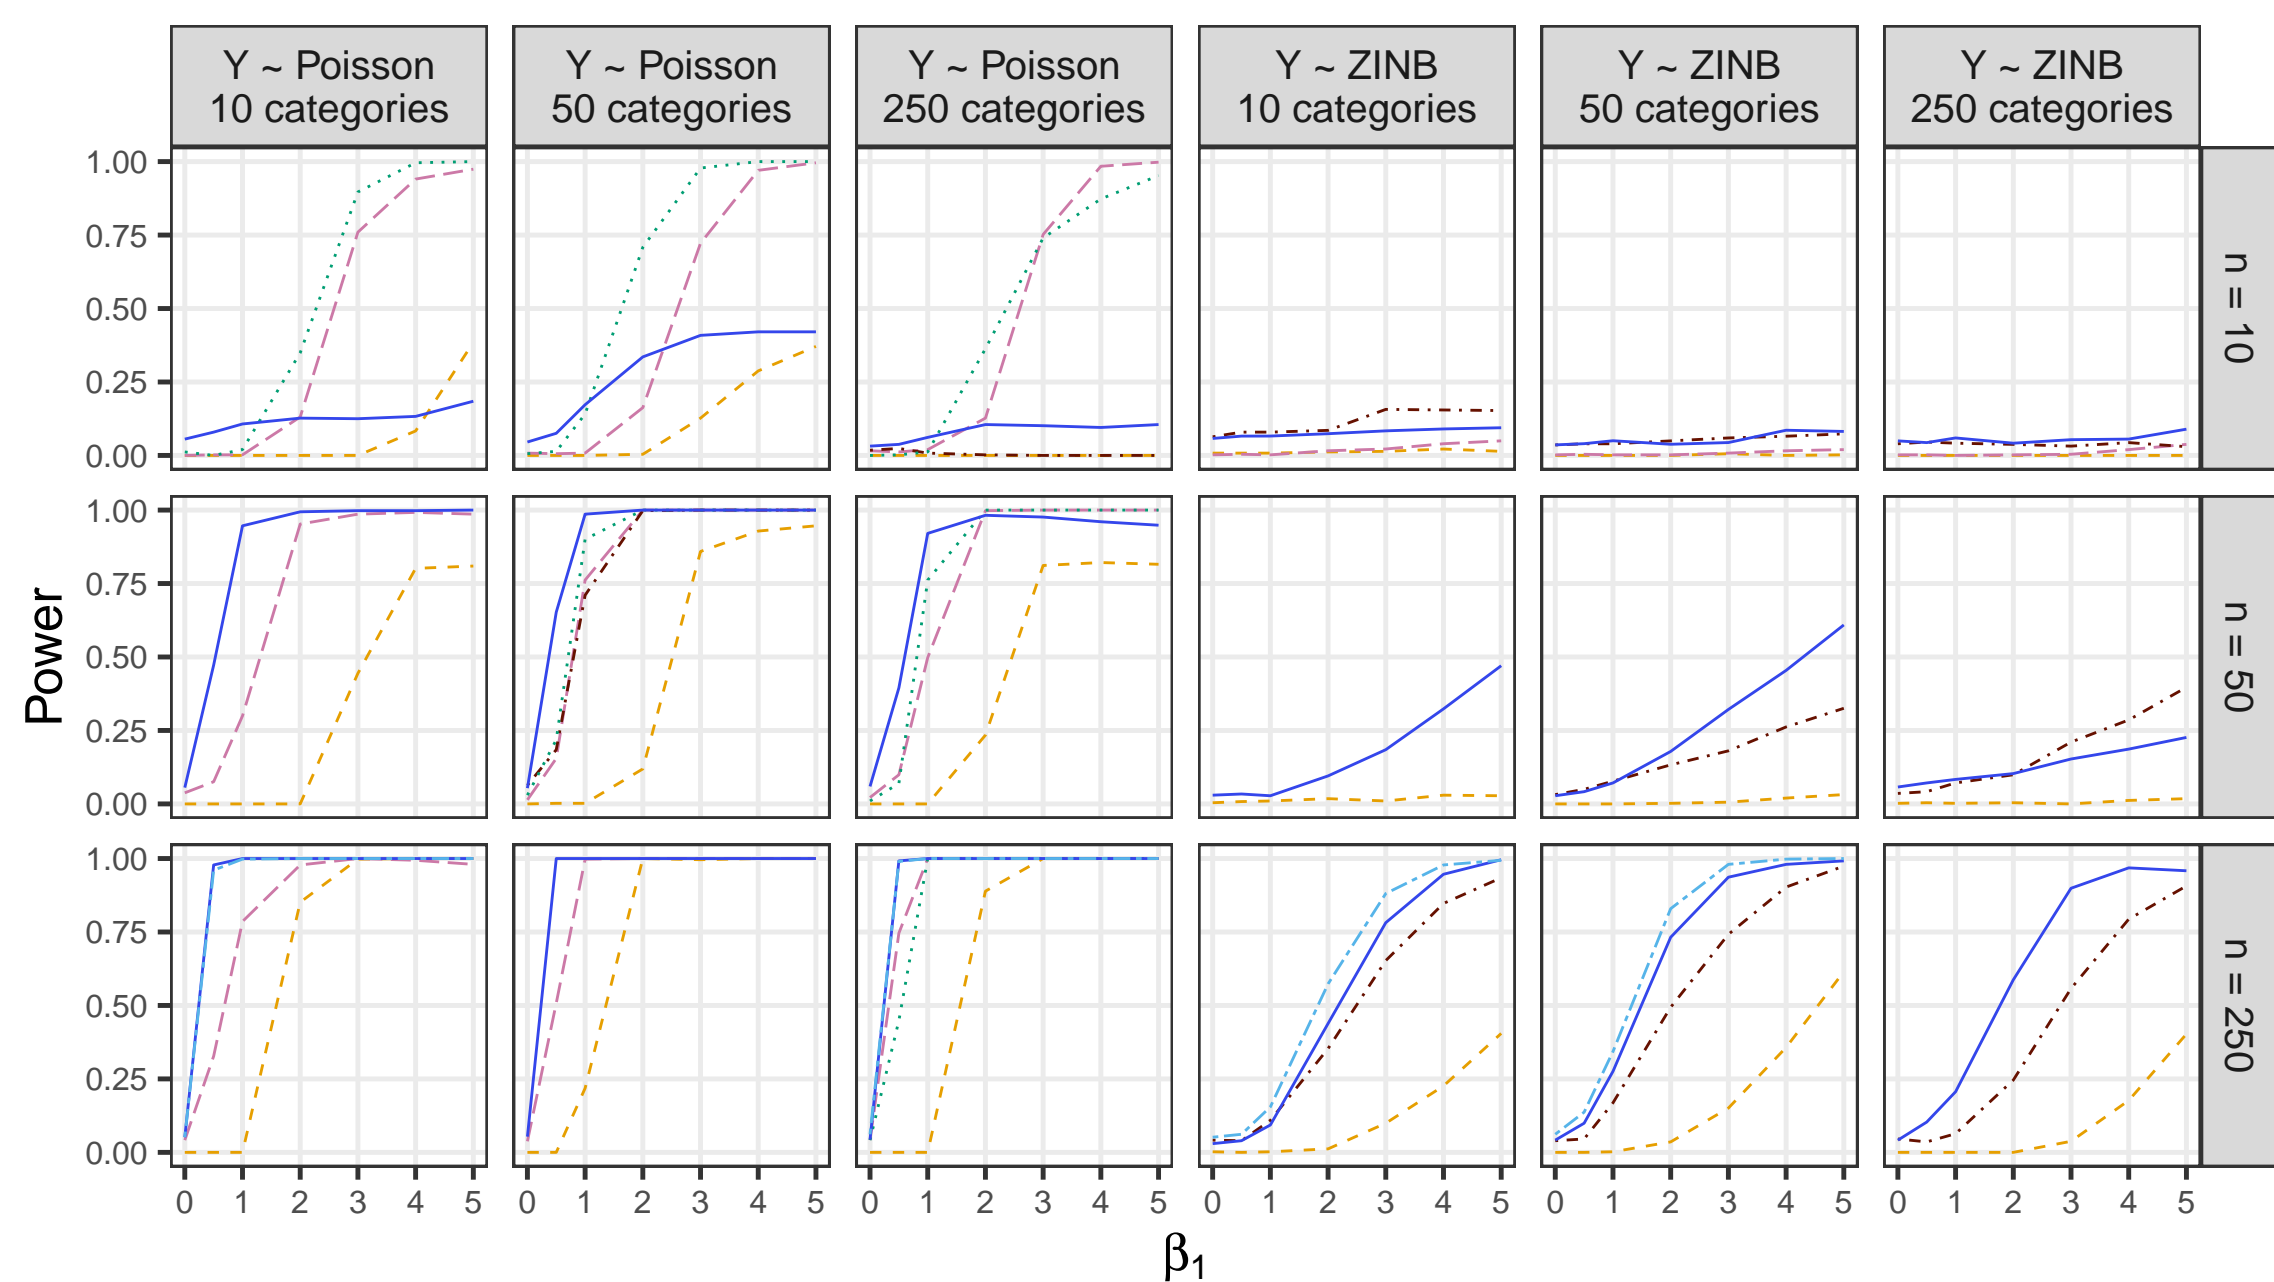 Y ~ Poisson
10 categories
Y ~ Poisson
50 categories
Y ~ Poisson
250 categories
Y ~ ZINB
10 categories
Y ~ ZINB
50 categories
Y ~ ZINB
250 categories
1.00
0.75
0.50
0.25
0.00
n = 10
1.00
0.75
0.50
0.25
0.00
n = 50
1.00
0.75
0.50
0.25
0.00
n = 250
Power
0 1 2 3 4 5
0 1 2 3 4 5
0 1 2 3 4 5
0 1 2 3 4 5
0 1 2 3 4 5
0 1 2 3 4 5
β₁